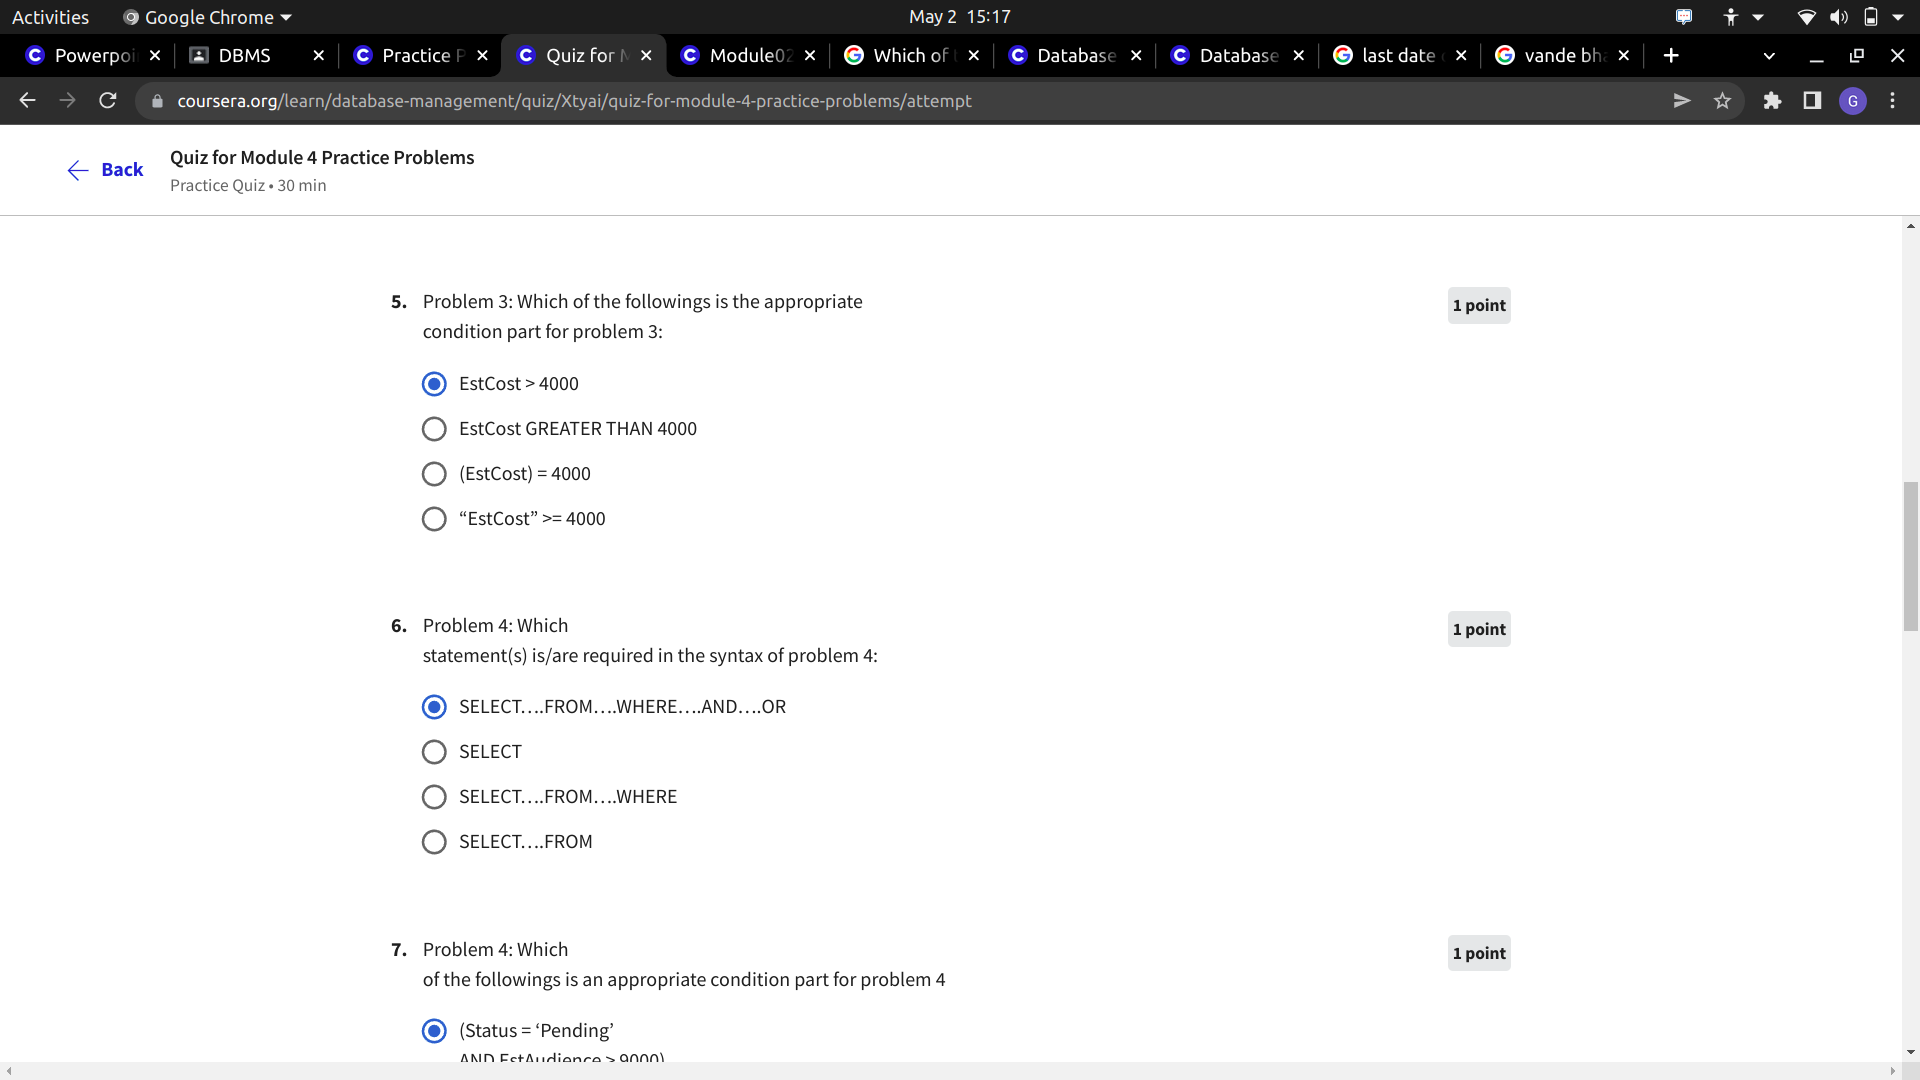 Activities
Google Chrome
May 2 15:17
Powerpoi
DBMS
Practice P
Quiz for M
Module02
Which of t
Database
Database
last date
vande bha
coursera.org/learn/database-management/quiz/Xtyai/quiz-for-module-4-practice-problems/attempt
G
Back
Quiz for Module 4 Practice Problems
Practice Quiz • 30 min
5. Problem 3: Which of the followings is the appropriate
condition part for problem 3:
1 point
EstCost > 4000
EstCost GREATER THAN 4000
(EstCost) = 4000
“EstCost” >= 4000
6. Problem 4: Which
statement(s) is/are required in the syntax of problem 4:
1 point
SELECT….FROM….WHERE….AND….OR
SELECT
SELECT….FROM….WHERE
SELECT….FROM
7. Problem 4: Which
of the followings is an appropriate condition part for problem 4
1 point
(Status = ‘Pending’
AND EstAudience > 9000)